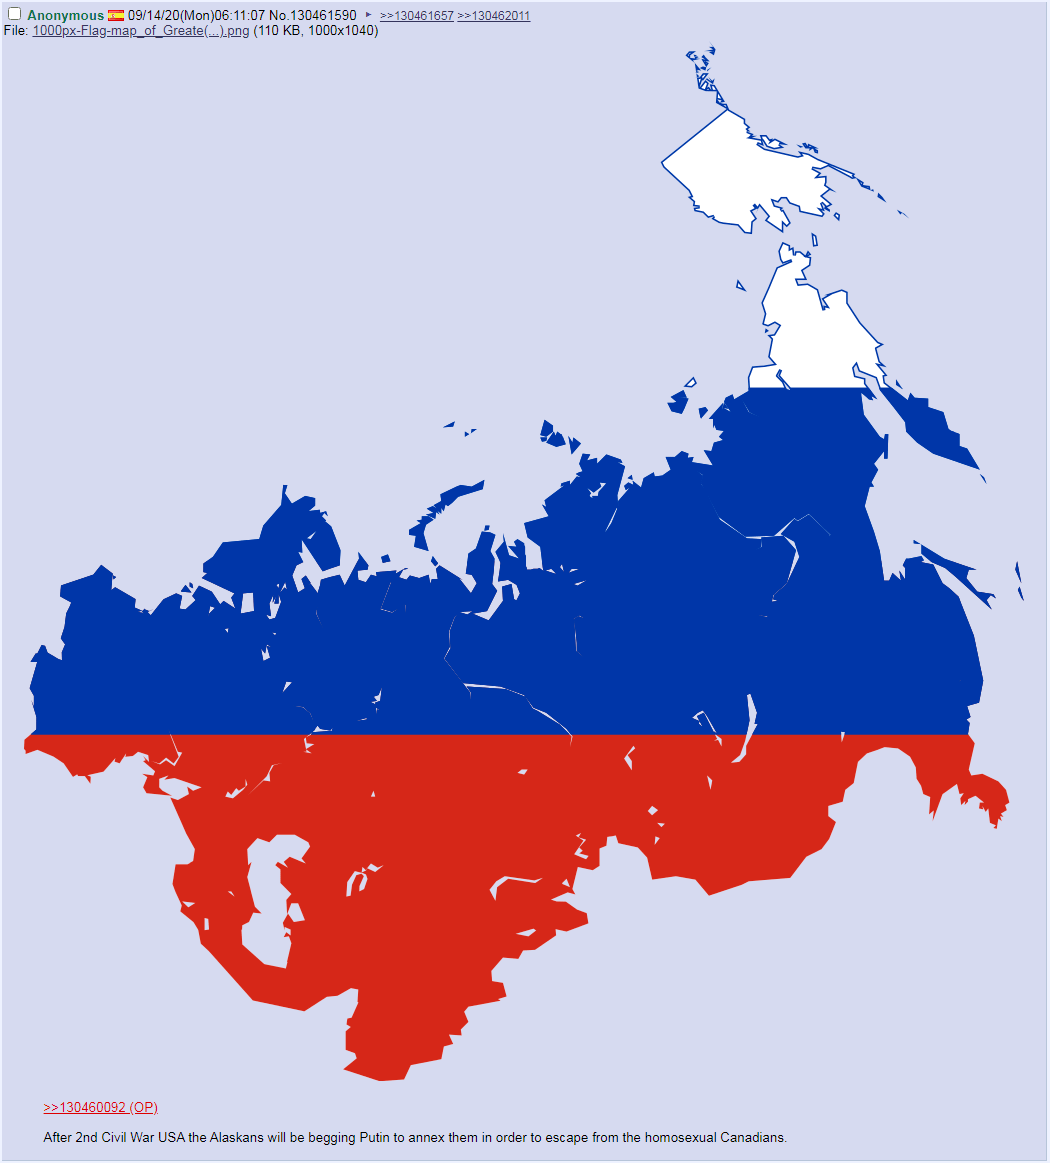 Anonymous 09/14/20(Mon)06:11:07 No.130461590 ▸ >>130461657 >>130462011
File: 1000px-Flag-map_of_Greate(...).png (110 KB, 1000x1040)
>>130460092 (OP)
After 2nd Civil War USA the Alaskans will be begging Putin to annex them in order to escape from the homosexual Canadians.